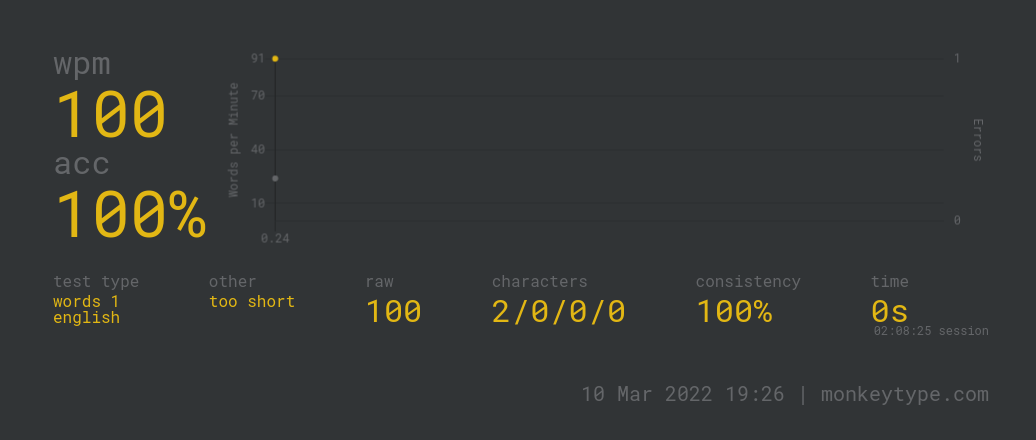 wpm
100
acc
100%
91
70
40
10
Words per Minute
0.24
1
0
Errors
test type
words 1
english
other
too short
raw
100
characters
2/0/0/0
consistency
100%
time
0s
02:08:25 session
10 Mar 2022 19:26 | monkeytype.com